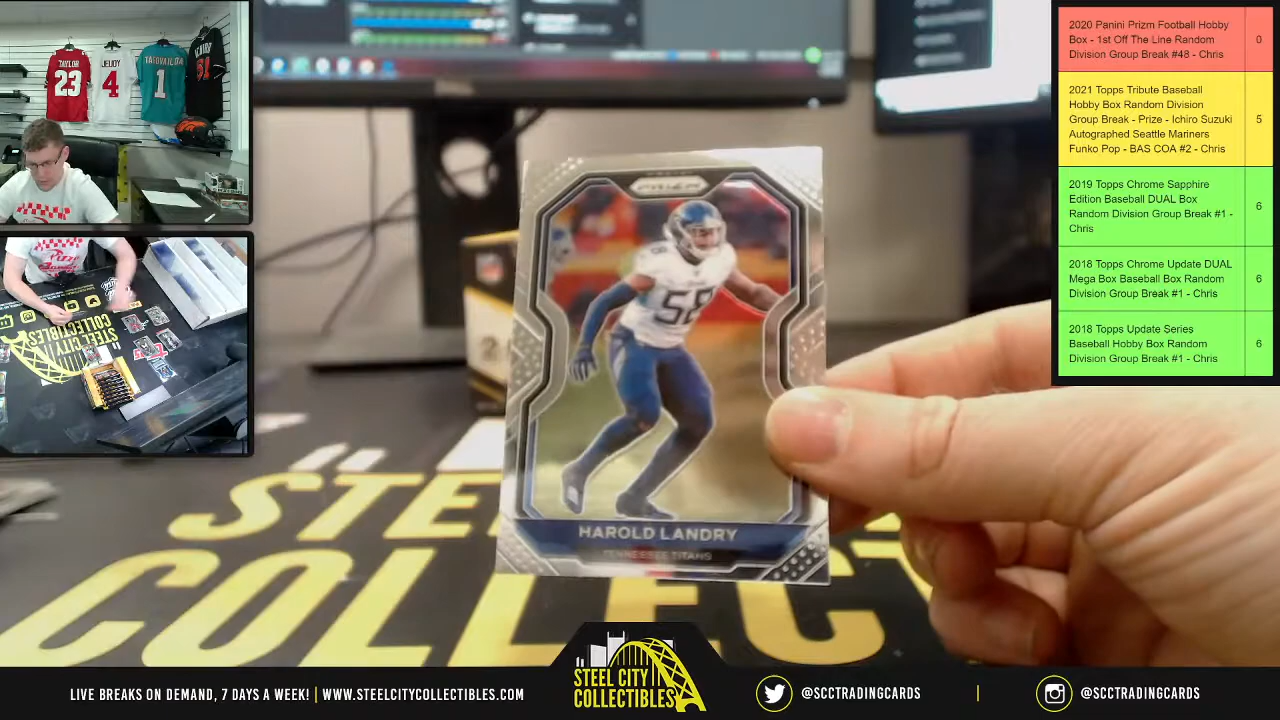 TAYLOR
23
JEUDY
4
TAGOVAILOA
1
2020 Panini Prizm Football Hobby
Box - 1st Off The Line Random
Division Group Break #48 - Chris
0
2021 Topps Tribute Baseball
Hobby Box Random Division
Group Break - Prize - Ichiro Suzuki
Autographed Seattle Mariners
Funko Pop - BAS COA #2 - Chris
5
2019 Topps Chrome Sapphire
Edition Baseball DUAL Box
Random Division Group Break #1 -
Chris
6
2018 Topps Chrome Update DUAL
Mega Box Baseball Box Random
Division Group Break #1 - Chris
6
2018 Topps Update Series
Baseball Hobby Box Random
Division Group Break #1 - Chris
6
PRIZM
58
HAROLD LANDRY
TENNESSEE TITANS
STEEL CITY
COLLECTIBLES
STEEL CITY
COLLECTIBLES
LIVE BREAKS ON DEMAND, 7 DAYS A WEEK! | WWW.STEELCITYCOLLECTIBLES.COM
@SCCTRADINGCARDS
|
@SCCTRADINGCARDS